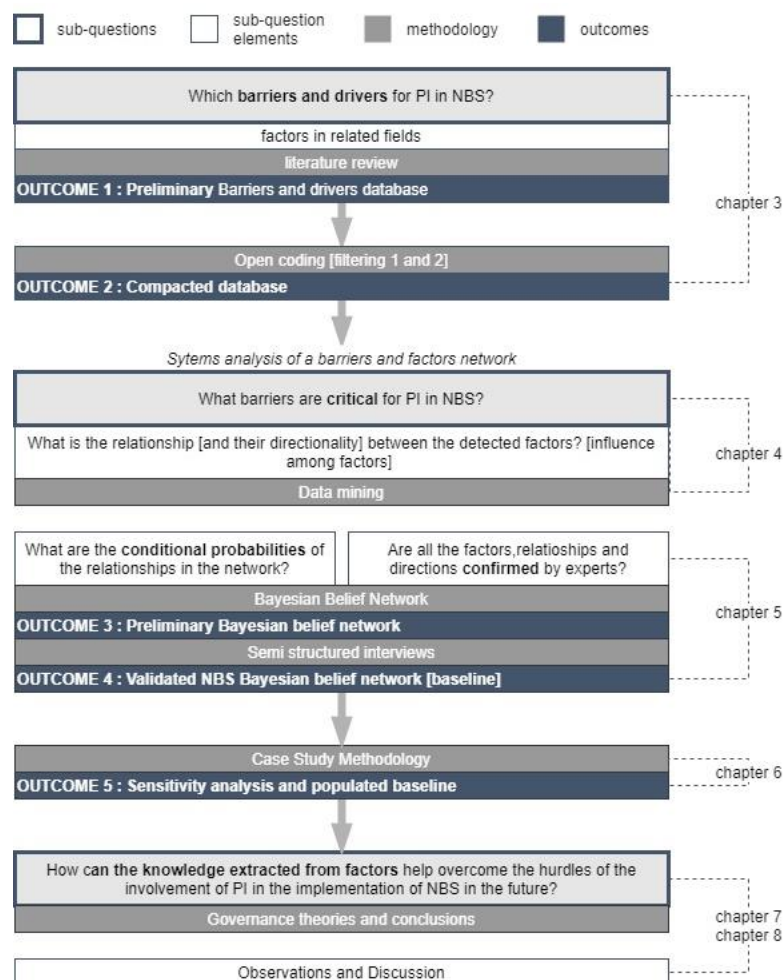 sub-questions
sub-question
elements
methodology
outcomes
Which barriers and drivers for PI in NBS?
factors in related fields
literature review
OUTCOME 1 : Preliminary Barriers and drivers database
chapter 3
Open coding [filtering 1 and 2]
OUTCOME 2 : Compacted database
Sytems analysis of a barriers and factors network
What barriers are critical for PI in NBS?
What is the relationship [and their directionality] between the detected factors? [influence
among factors]
chapter 4
Data mining
What are the conditional probabilities of
the relationships in the network?
Are all the factors,relatioships and
directions confirmed by experts?
Bayesian Belief Network
chapter 5
OUTCOME 3 : Preliminary Bayesian belief network
Semi structured interviews
OUTCOME 4 : Validated NBS Bayesian belief network [baseline]
Case Study Methodology
chapter 6
OUTCOME 5 : Sensitivity analysis and populated baseline
How can the knowledge extracted from factors help overcome the hurdles of the
involvement of PI in the implementation of NBS in the future?
Governance theories and conclusions
chapter 7
chapter 8
Observations and Discussion